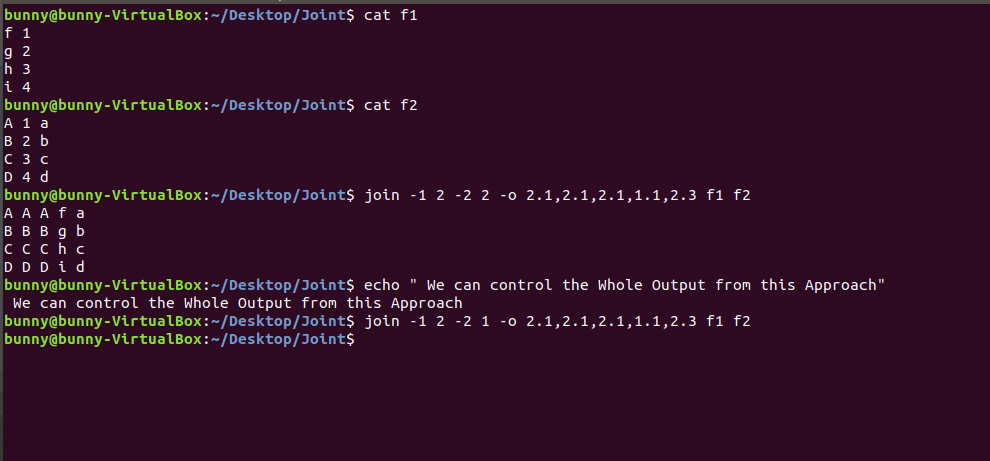 bunny@bunny-VirtualBox:~/Desktop/Joint$ cat f1
f 1
g 2
h 3
i 4
bunny@bunny-VirtualBox:~/Desktop/Joint$ cat f2
A 1 a
B 2 b
C 3 c
D 4 d
bunny@bunny-VirtualBox:~/Desktop/Joint$ join -1 2 -2 2 -o 2.1,2.1,2.1,1.1,2.3 f1 f2
A A A f a
B B B g b
C C C h c
D D D i d
bunny@bunny-VirtualBox:~/Desktop/Joint$ echo " We can control the Whole Output from this Approach"
 We can control the Whole Output from this Approach
bunny@bunny-VirtualBox:~/Desktop/Joint$ join -1 2 -2 1 -o 2.1,2.1,2.1,1.1,2.3 f1 f2
bunny@bunny-VirtualBox:~/Desktop/Joint$